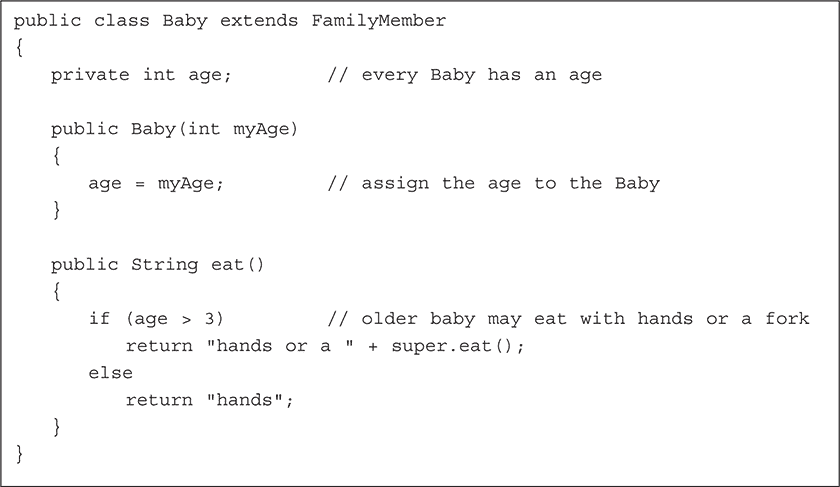 public class Baby extends FamilyMember
{
private int age; // every Baby has an age
public Baby(int myAge)
{
age = myAge; // assign the age to the Baby
}
public String eat()
{
if (age > 3) // older baby may eat with hands or a fork
return "hands or a " + super.eat();
else
return "hands";
}
}